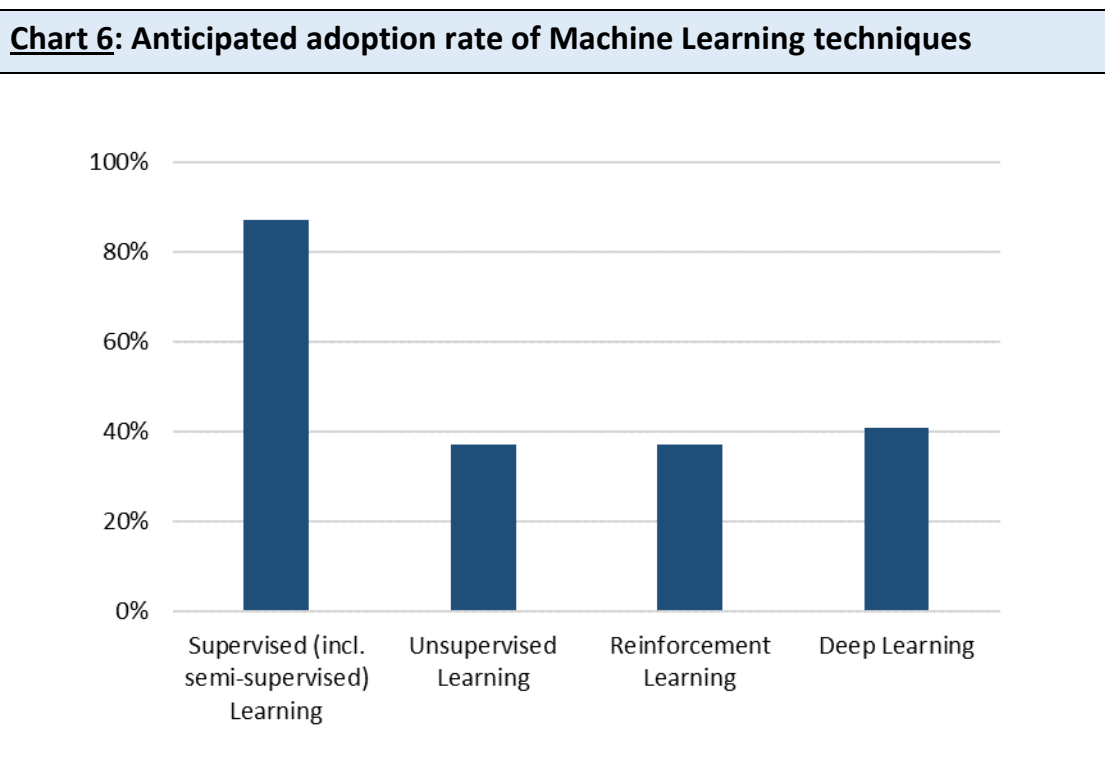 Chart 6: Anticipated adoption rate of Machine Learning techniques
100%
80%
60%
40%
20%
0%
Supervised (incl.
semi-supervised)
Learning
Unsupervised
Learning
Reinforcement
Learning
Deep Learning